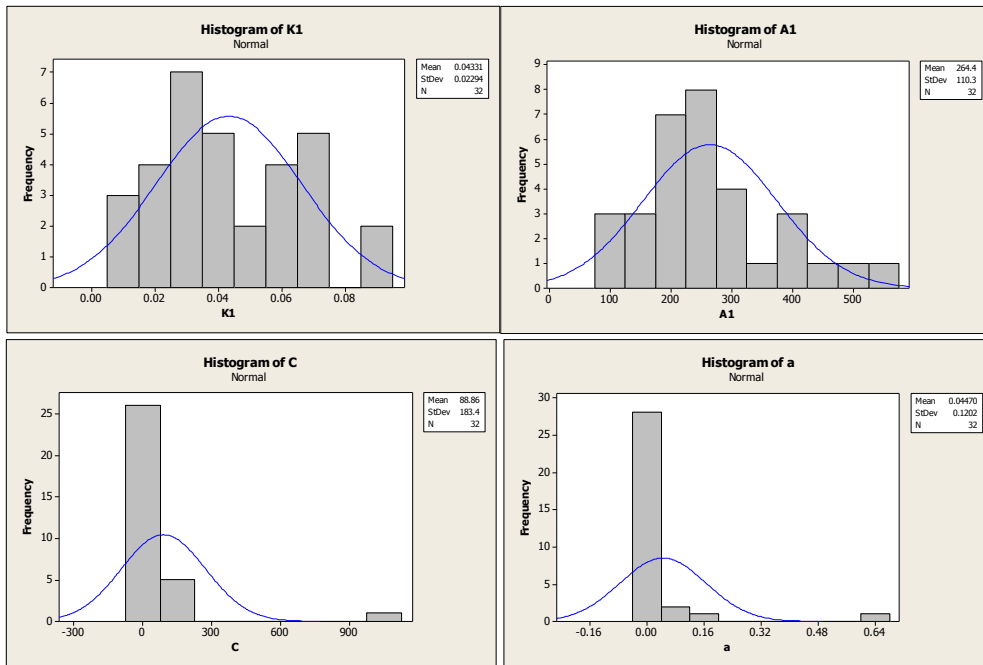 Histogram of K1
Normal
Mean 0.04331
StDev 0.02294
N 32
7
6
5
4
3
2
1
0
Frequency
0.00 0.02 0.04 0.06 0.08
K1
Histogram of A1
Normal
Mean 264.4
StDev 110.3
N 32
9
8
7
6
5
4
3
2
1
0
Frequency
0 100 200 300 400 500
A1
Histogram of C
Normal
Mean 88.86
StDev 183.4
N 32
25
20
15
10
5
0
Frequency
-300 0 300 600 900
C
Histogram of a
Normal
Mean 0.04470
StDev 0.1202
N 32
30
25
20
15
10
5
0
Frequency
-0.16 0.00 0.16 0.32 0.48 0.64
a